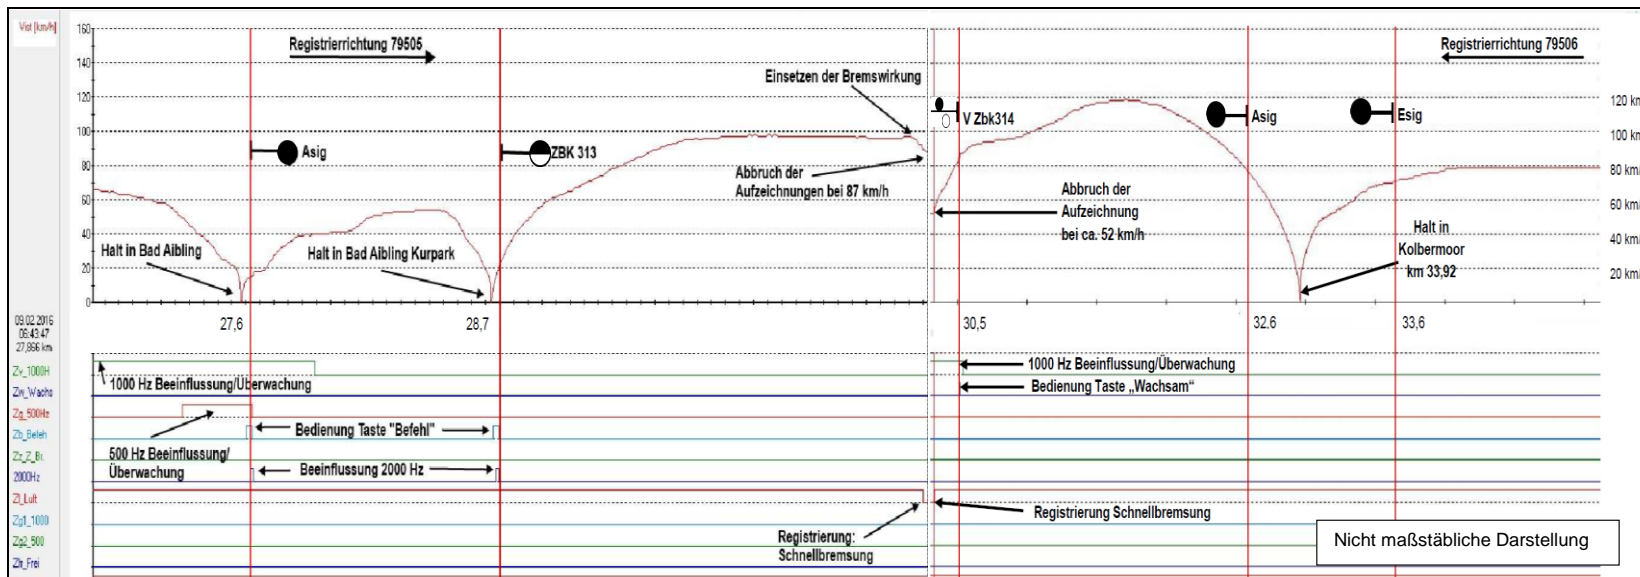 Vist [km/h]
160
140
120
100
80
60
40
20
0
Registrierrichtung 79505
Einsetzen der Bremswirkung
Asig
ZBK 313
Abbruch der
Aufzeichnungen bei 87 km/h
Halt in Bad Aibling
Halt in Bad Aibling Kurpark
27,6
28,7
Registrierrichtung 79506
V Zbk314
Asig
Esig
Abbruch der
Aufzeichnung
bei ca. 52 km/h
Halt in
Kolbermoor
km 33,92
120 km
100 km
80 km/
60 km/
40 km/
20 km/
30,5
32.6
33,6
09.02.2016
06:43:47
27,866 km
Zv_1000H
Zw_Wachs
Zg_500Hz
Zb_Befeh
Zz_Z_Br.
2000Hz
Zl_Luft
Zg1_1000
Zg2_500
Zfr_Frei
1000 Hz Beeinflussung/Überwachung
500 Hz Beeinflussung/
Überwachung
Bedienung Taste "Befehl"
Beeinflussung 2000 Hz
Registrierung:
Schnellbremsung
1000 Hz Beeinflussung/Überwachung
Bedienung Taste „Wachsam“
Registrierung Schnellbremsung
Nicht maßstäbliche Darstellung